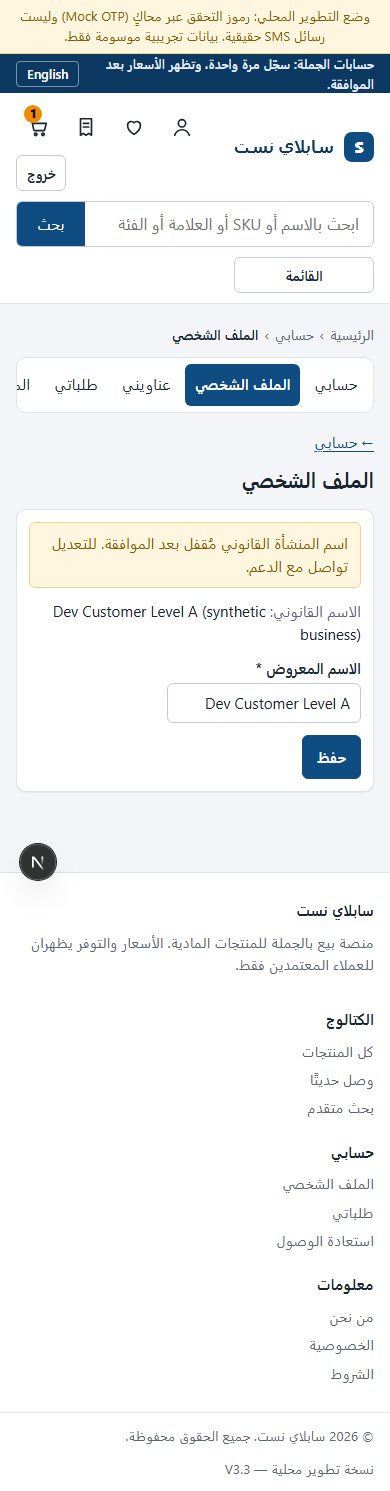 وضع التطوير المحلي: رموز التحقق عبر محاكٍ (Mock OTP) وليست
رسائل SMS حقيقية. بيانات تجريبية موسومة فقط.
حسابات الجملة: سجّل مرة واحدة، وتظهر الأسعار بعد
الموافقة.
English
S
سابلاي نست
1
خروج
ابحث بالاسم أو SKU أو العلامة أو الفئة
بحث
القائمة
الرئيسية › حسابي › الملف الشخصي
حسابي
الملف الشخصي
عناويني
طلباتي
← حسابي
الملف الشخصي
اسم المنشأة القانوني مُقفل بعد الموافقة. للتعديل
تواصل مع الدعم.
الاسم القانوني: Dev Customer Level A (synthetic
business)
الاسم المعروض *
Dev Customer Level A
حفظ
N
سابلاي نست
منصة بيع بالجملة للمنتجات المادية. الأسعار والتوفر يظهران
للعملاء المعتمدين فقط.
الكتالوج
كل المنتجات
وصل حديثًا
بحث متقدم
حسابي
الملف الشخصي
طلباتي
استعادة الوصول
معلومات
من نحن
الخصوصية
الشروط
© 2026 سابلاي نست. جميع الحقوق محفوظة.
نسخة تطوير محلية — V3.3